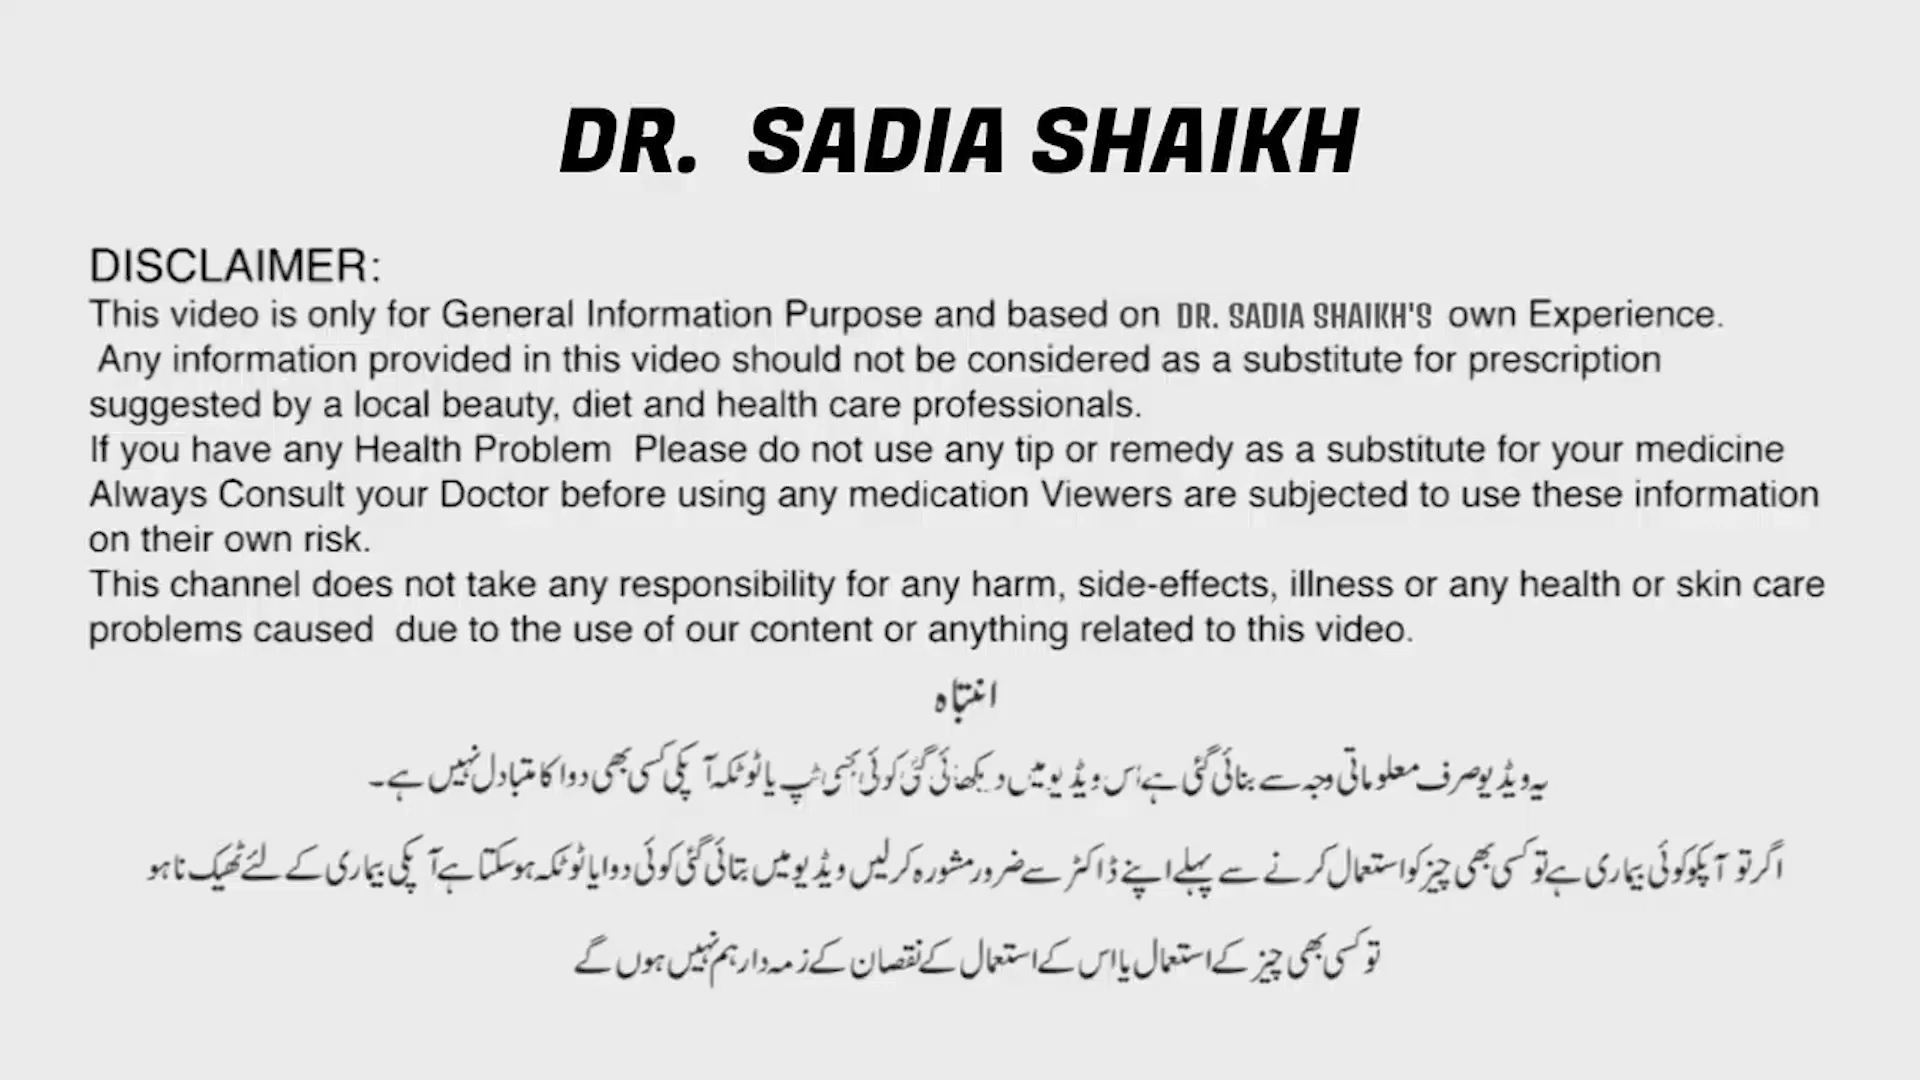 DR. SADIA SHAIKH
DISCLAIMER:
This video is only for General Information Purpose and based on DR. SADIA SHAIKH'S own Experience.
Any information provided in this video should not be considered as a substitute for prescription
suggested by a local beauty, diet and health care professionals.
If you have any Health Problem Please do not use any tip or remedy as a substitute for your medicine
Always Consult your Doctor before using any medication Viewers are subjected to use these information
on their own risk.
This channel does not take any responsibility for any harm, side-effects, illness or any health or skin care
problems caused due to the use of our content or anything related to this video.
انتباہ
یہ ویڈیو صرف معلوماتی وجہ سے بنائی گئی ہے اس ویڈیو میں دیکھائی گئی کوئی بھی ٹپ یا ٹوٹکہ آپکی کسی بھی دوا کا متبادل نہیں ہے۔
اگر تو آپکو کوئی بیماری ہے تو کسی بھی چیز کو استعمال کرنے سے پہلے اپنے ڈاکٹر سے ضرور مشورہ کرلیں ویڈیو میں بتائی گئی کوئی دوا یا ٹوٹکہ ہوسکتا ہے آپکی بیماری کے لئے ٹھیک نا ہو
تو کسی بھی چیز کے استعمال یا اس کے استعمال کے نقصان کے زمہ دار ہم نہیں ہوں گے